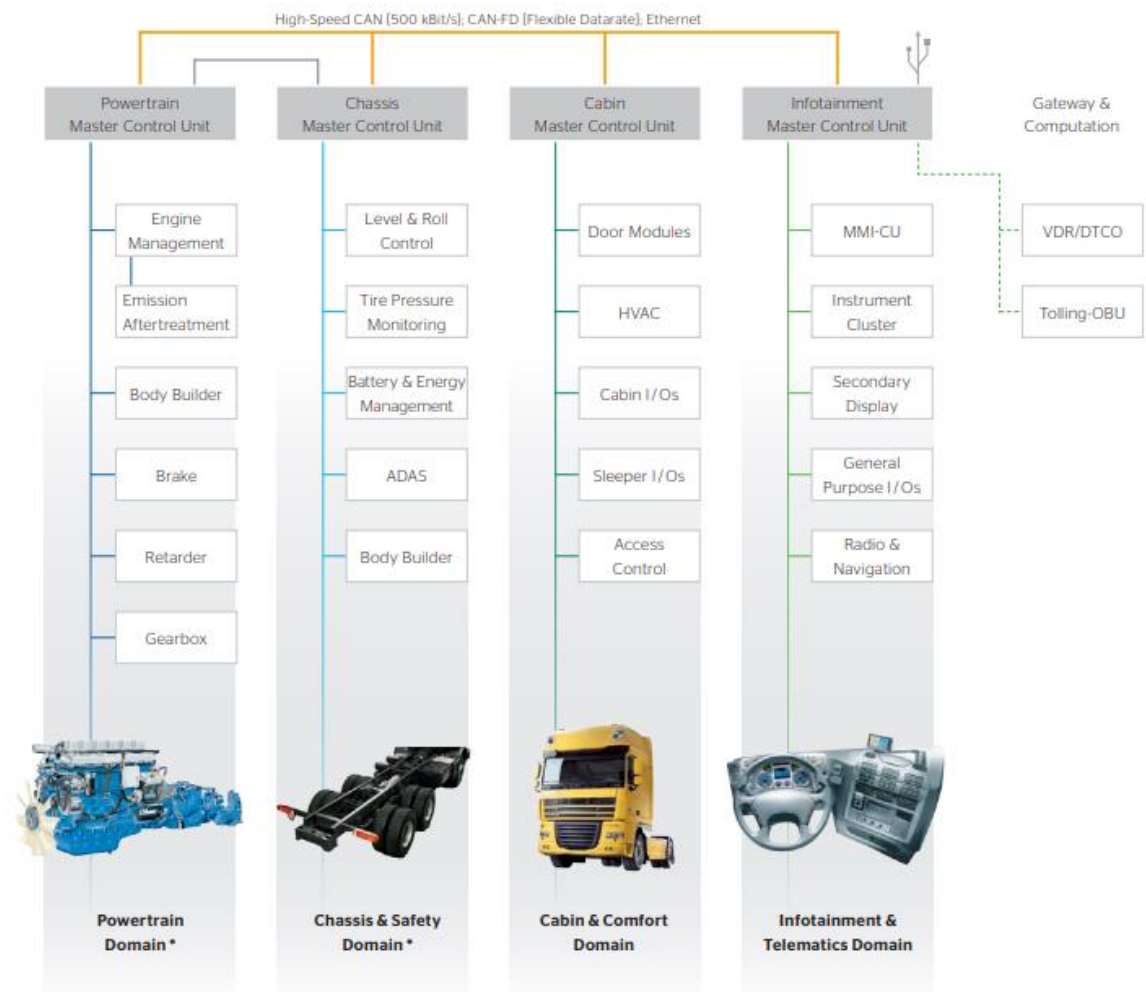 High-Speed CAN (500 kBit/s); CAN-FD (Flexible Datarate); Ethernet
Powertrain
Master Control Unit
Chassis
Master Control Unit
Cabin
Master Control Unit
Infotainment
Master Control Unit
Gateway &
Computation
Engine
Management
Emission
Aftertreatment
Body Builder
Brake
Retarder
Gearbox
Level & Roll
Control
Tire Pressure
Monitoring
Battery & Energy
Management
ADAS
Body Builder
Door Modules
HVAC
Cabin I/Os
Sleeper I/Os
Access
Control
MMI-CU
Instrument
Cluster
Secondary
Display
General
Purpose I/Os
Radio &
Navigation
VDR/DTCO
Tolling-OBU
Powertrain
Domain *
Chassis & Safety
Domain *
Cabin & Comfort
Domain
Infotainment &
Telematics Domain